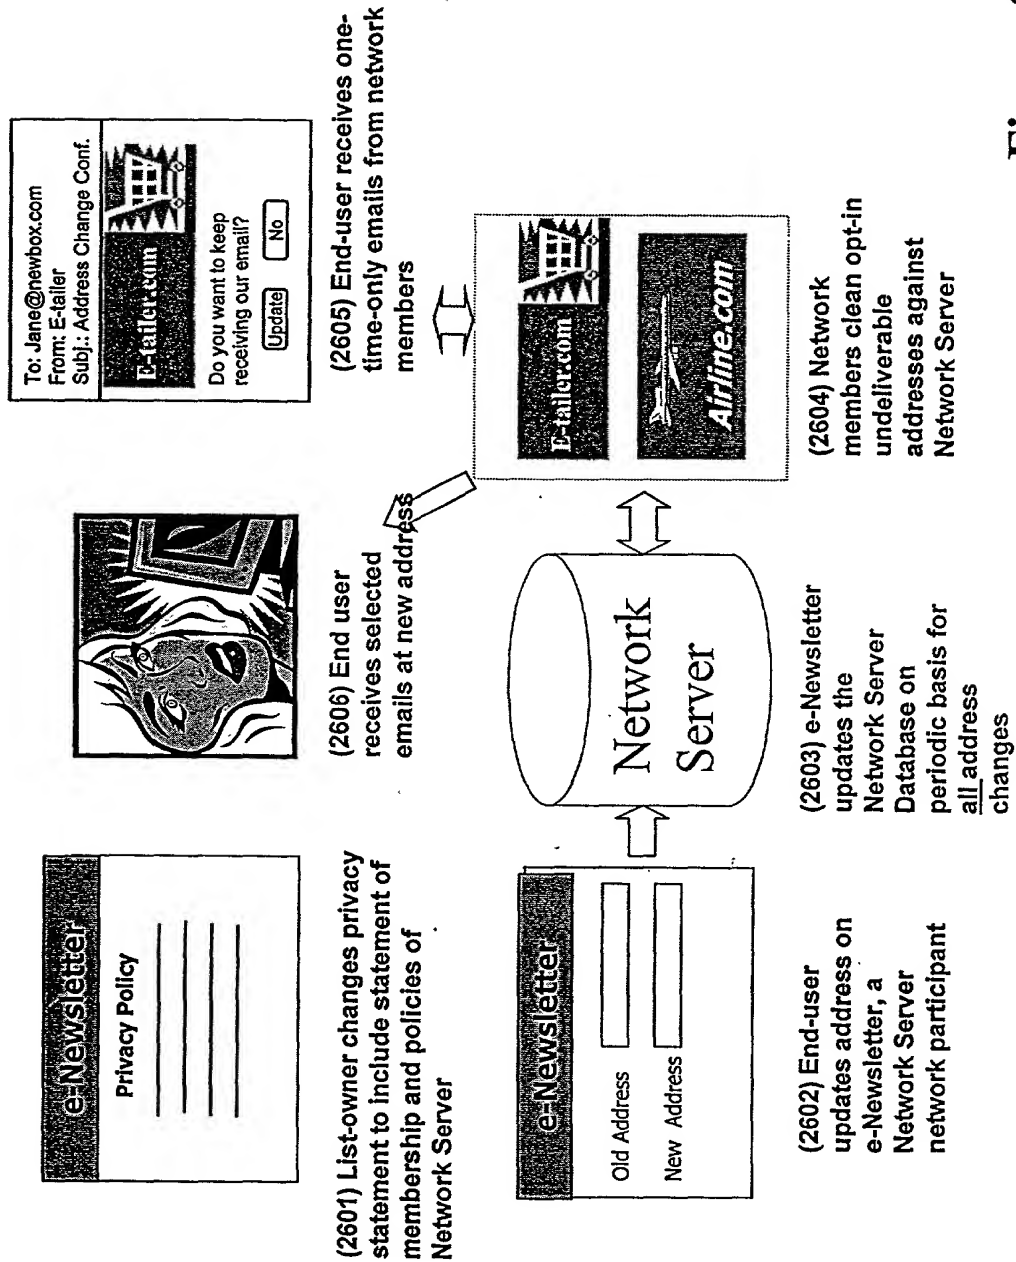 e-Newsletter
Privacy Policy
(2601) List-owner changes privacy
statement to include statement of
membership and policies of
Network Server
(2606) End user
receives selected
emails at new address
To: Jane@newbox.com
From: E-tailer
Subj.: Address Change Conf.
E-tailer.com
Do you want to keep
receiving our email?
Update
No
(2605) End-user receives one-
time-only emails from network
members
e-Newsletter
Old Address
New Address
(2602) End-user
updates address on
e-Newsletter, a
Network Server
network participant
Network
Server
(2603) e-Newsletter
updates the
Network Server
Database on
periodic basis for
all address
changes
E-tailer.com
Airline.com
(2604) Network
members clean opt-in
undeliverable
addresses against
Network Server